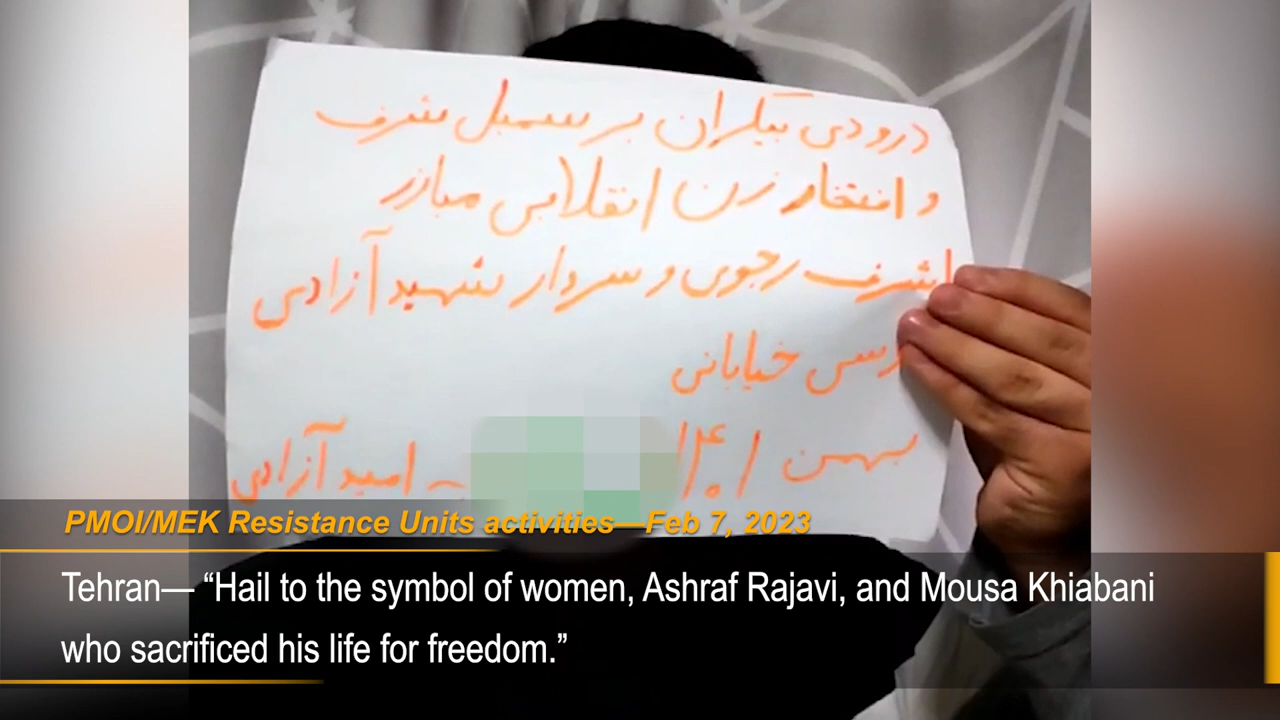 درودی بیکران بر سمبل شرف
و افتخار زن انقلابی مبارز
اشرف رجوی و سردار شهید آزادی
خیابانی
بهمن ۱۴۰۱ امید آزادی
PMOI/MEK Resistance Units activities—Feb 7, 2023
Tehran— “Hail to the symbol of women, Ashraf Rajavi, and Mousa Khiabani
who sacrificed his life for freedom.”